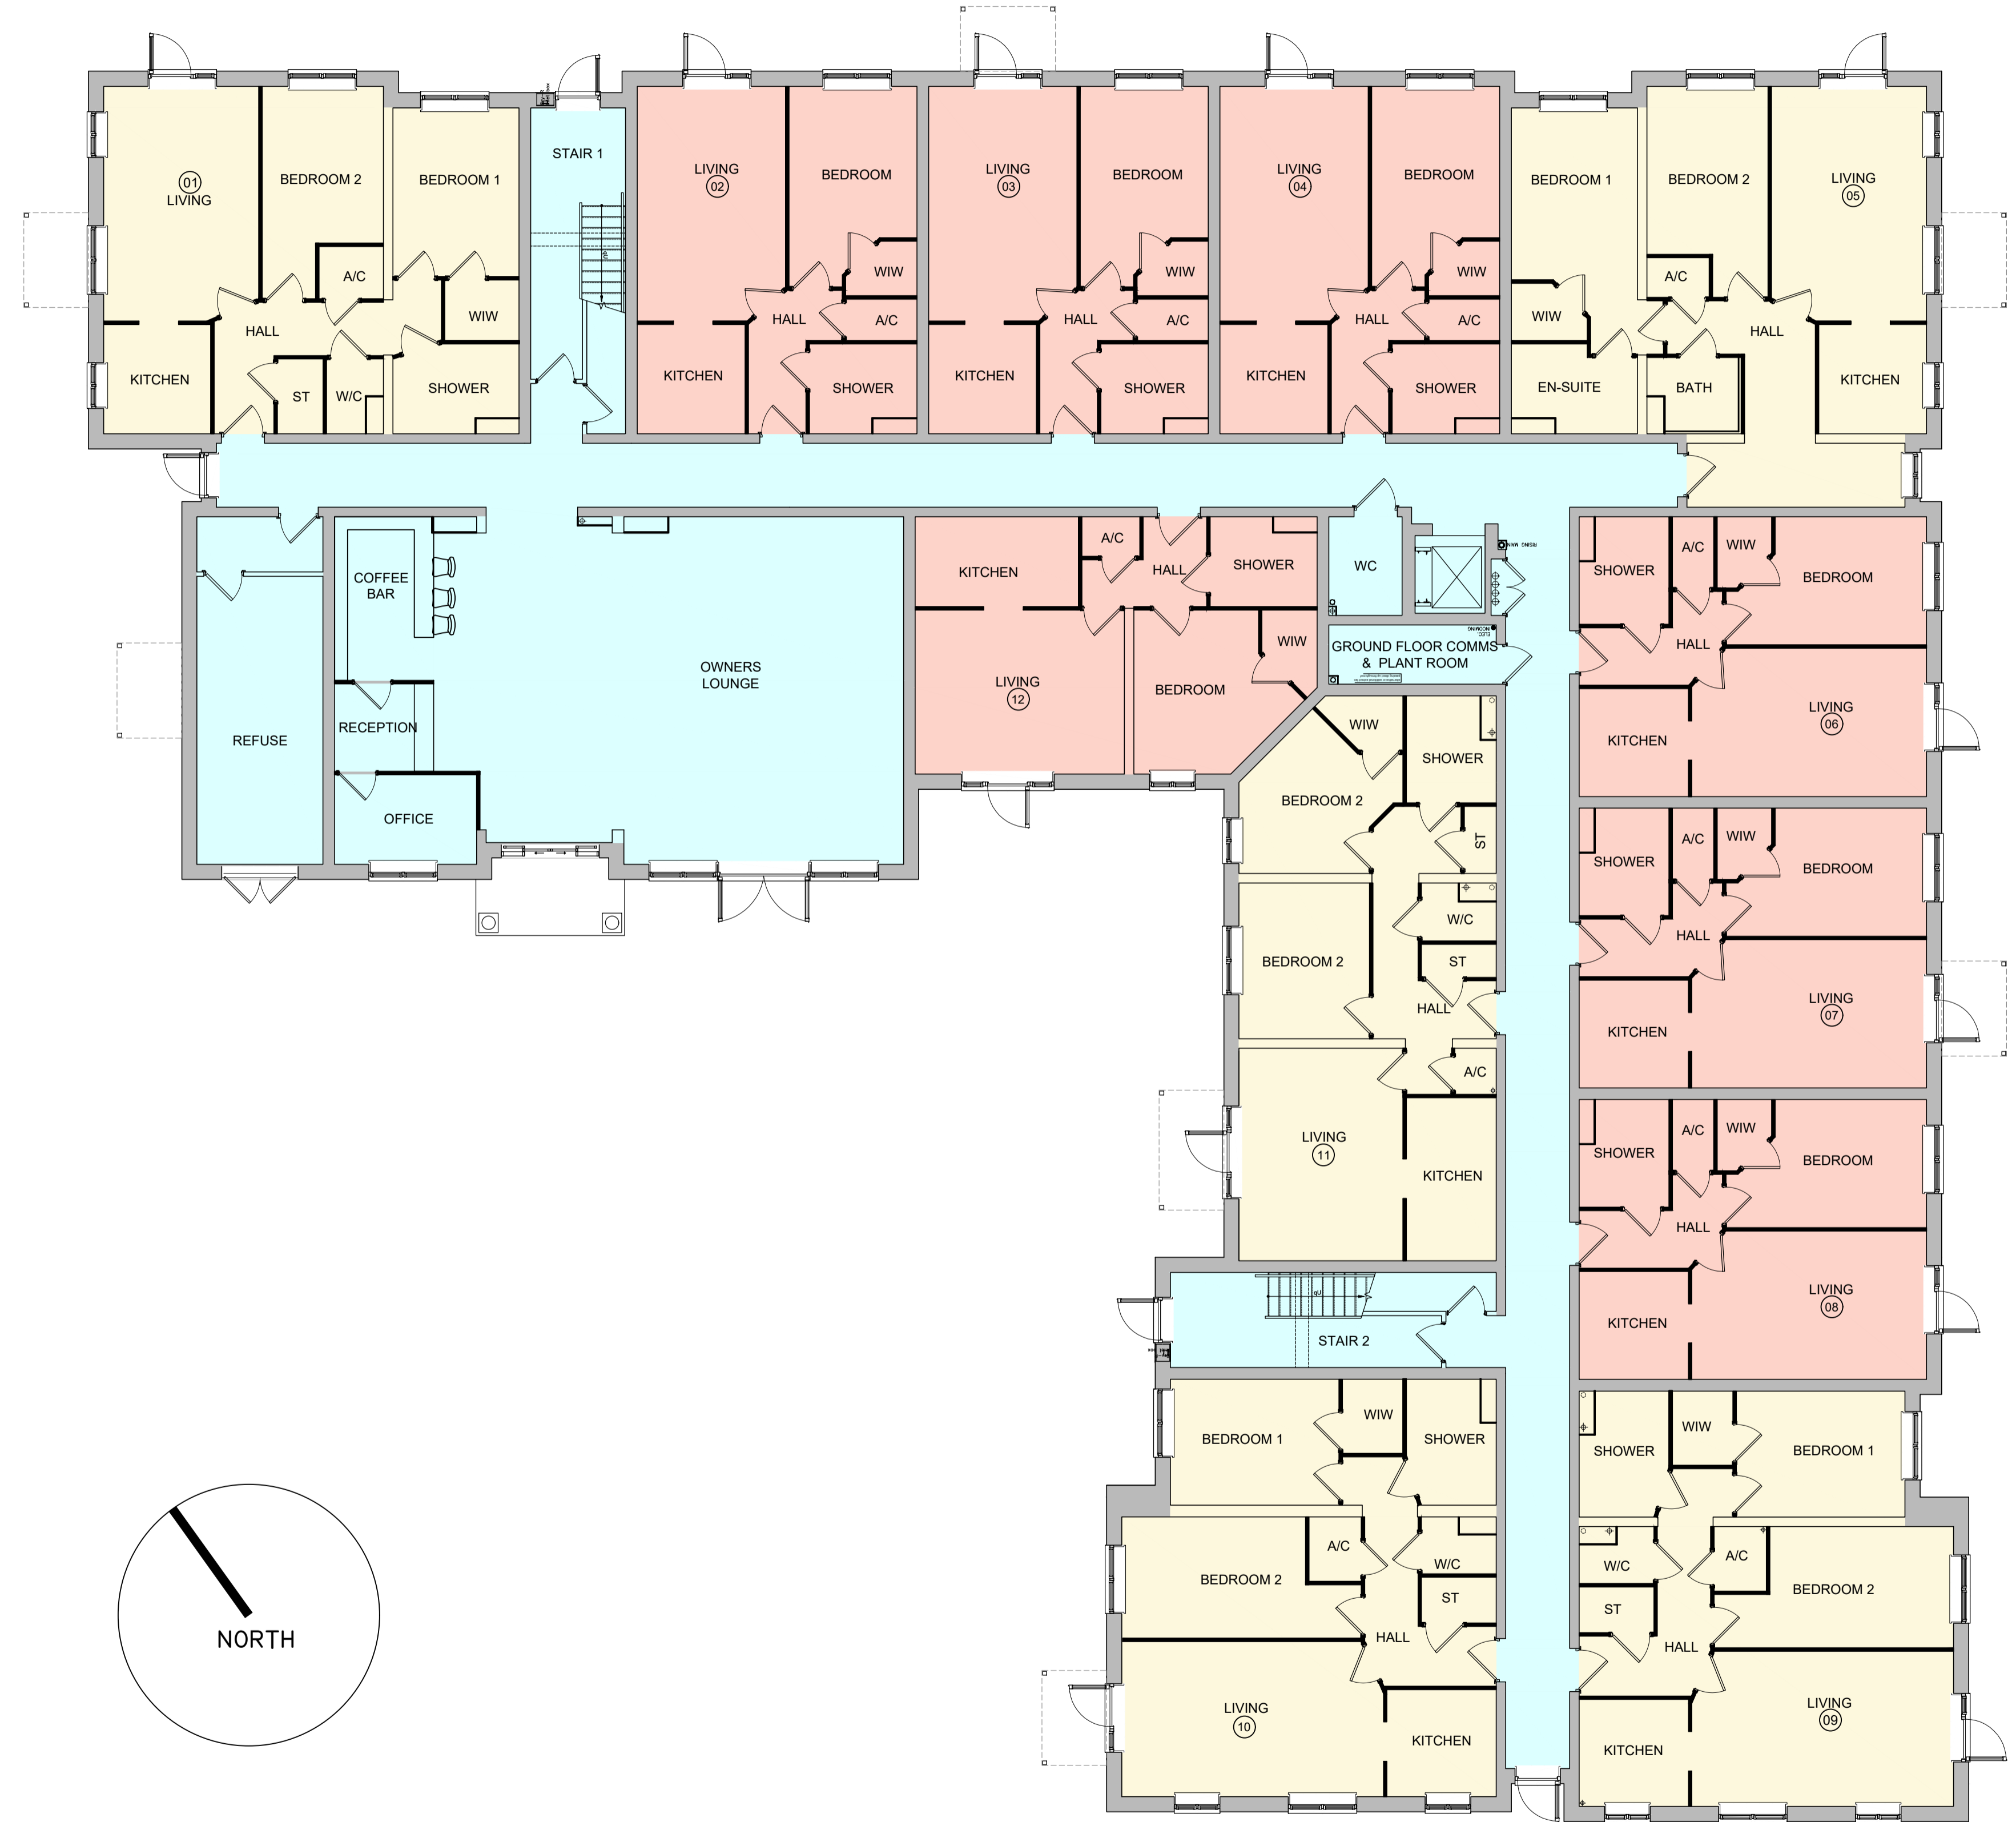 01
LIVING
BEDROOM 2
BEDROOM 1
A/C
WIW
HALL
KITCHEN
ST
W/C
SHOWER
STAIR 1
UP
LIVING
02
BEDROOM
WIW
A/C
HALL
KITCHEN
SHOWER
LIVING
03
BEDROOM
WIW
A/C
HALL
KITCHEN
SHOWER
LIVING
04
BEDROOM
WIW
A/C
HALL
KITCHEN
SHOWER
BEDROOM 1
BEDROOM 2
LIVING
05
A/C
WIW
HALL
EN-SUITE
BATH
KITCHEN
COFFEE
BAR
OWNERS
LOUNGE
RECEPTION
REFUSE
OFFICE
KITCHEN
A/C
HALL
SHOWER
WIW
LIVING
12
BEDROOM
WC
RISING MAIN
ELEC.
INCOMING
GROUND FLOOR COMMS
& PLANT ROOM
SHOWER
A/C
WIW
BEDROOM
HALL
LIVING
06
KITCHEN
SHOWER
A/C
WIW
BEDROOM
HALL
LIVING
07
KITCHEN
SHOWER
A/C
WIW
BEDROOM
HALL
LIVING
08
KITCHEN
WIW
SHOWER
BEDROOM 2
ST
W/C
BEDROOM 2
ST
HALL
A/C
LIVING
11
KITCHEN
UP
STAIR 2
BEDROOM 1
WIW
SHOWER
A/C
W/C
BEDROOM 2
ST
HALL
LIVING
10
KITCHEN
SHOWER
WIW
BEDROOM 1
W/C
A/C
BEDROOM 2
ST
HALL
LIVING
09
KITCHEN
NORTH